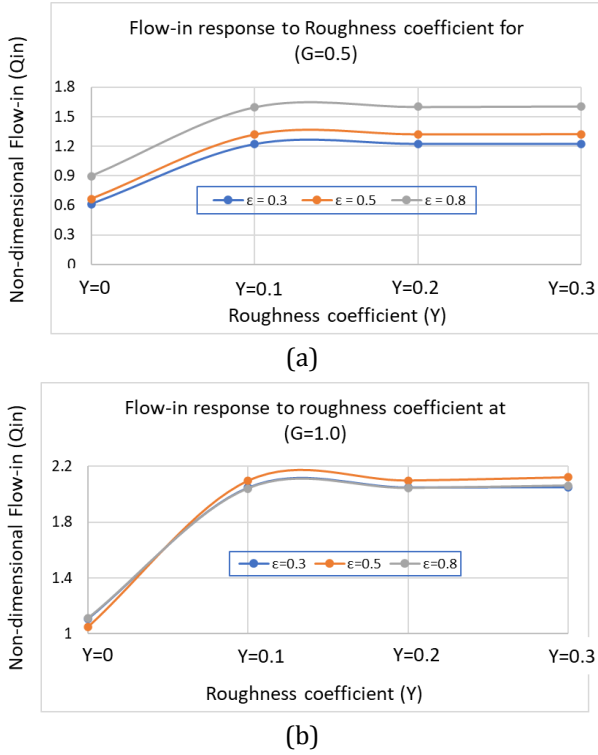 Flow-in response to Roughness coefficient for
(G=0.5)
Non-dimensional Flow-in (Qin)
1.8
1.5
1.2
0.9
0.6
0.3
0
ε = 0.3 ε = 0.5 ε = 0.8
Y=0 Y=0.1 Y=0.2 Y=0.3
Roughness coefficient (Y)
(a)
Flow-in response to roughness coefficient at
(G=1.0)
Non-dimensional Flow-in (Qin)
2.2
1.8
1.4
1
ε=0.3 ε=0.5 ε=0.8
Y=0 Y=0.1 Y=0.2 Y=0.3
Roughness coefficient (Y)
(b)